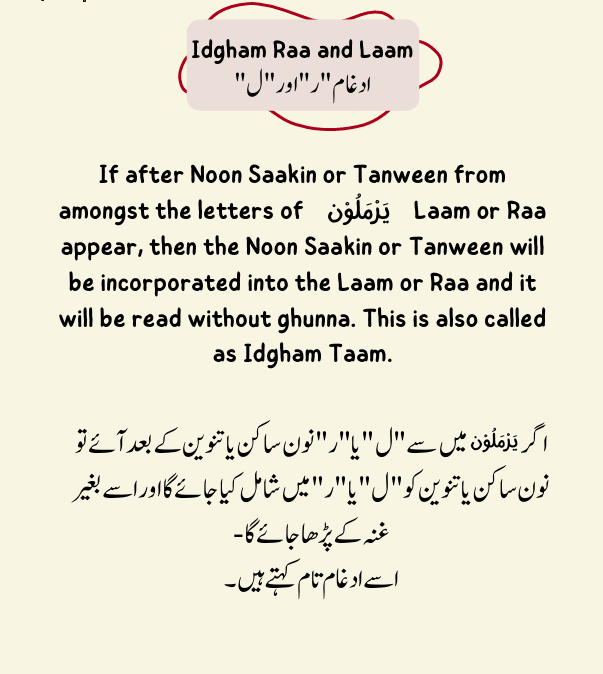 Idgham Raa and Laam
ادغام "ر" اور "ل"
If after Noon Saakin or Tanween from
amongst the letters of يَرْمَلُوْن Laam or Raa
appear, then the Noon Saakin or Tanween will
be incorporated into the Laam or Raa and it
will be read without ghunna. This is also called
as Idgham Taam.
اگر يَرْمَلُوْن میں سے "ل" یا "ر" نون ساکن یا تنوین کے بعد آئے تو
نون ساکن یا تنوین کو "ل" یا "ر" میں شامل کیا جائے گا اور اسے بغیر
غنہ کے پڑھا جائے گا-
اسے ادغام تام کہتے ہیں۔